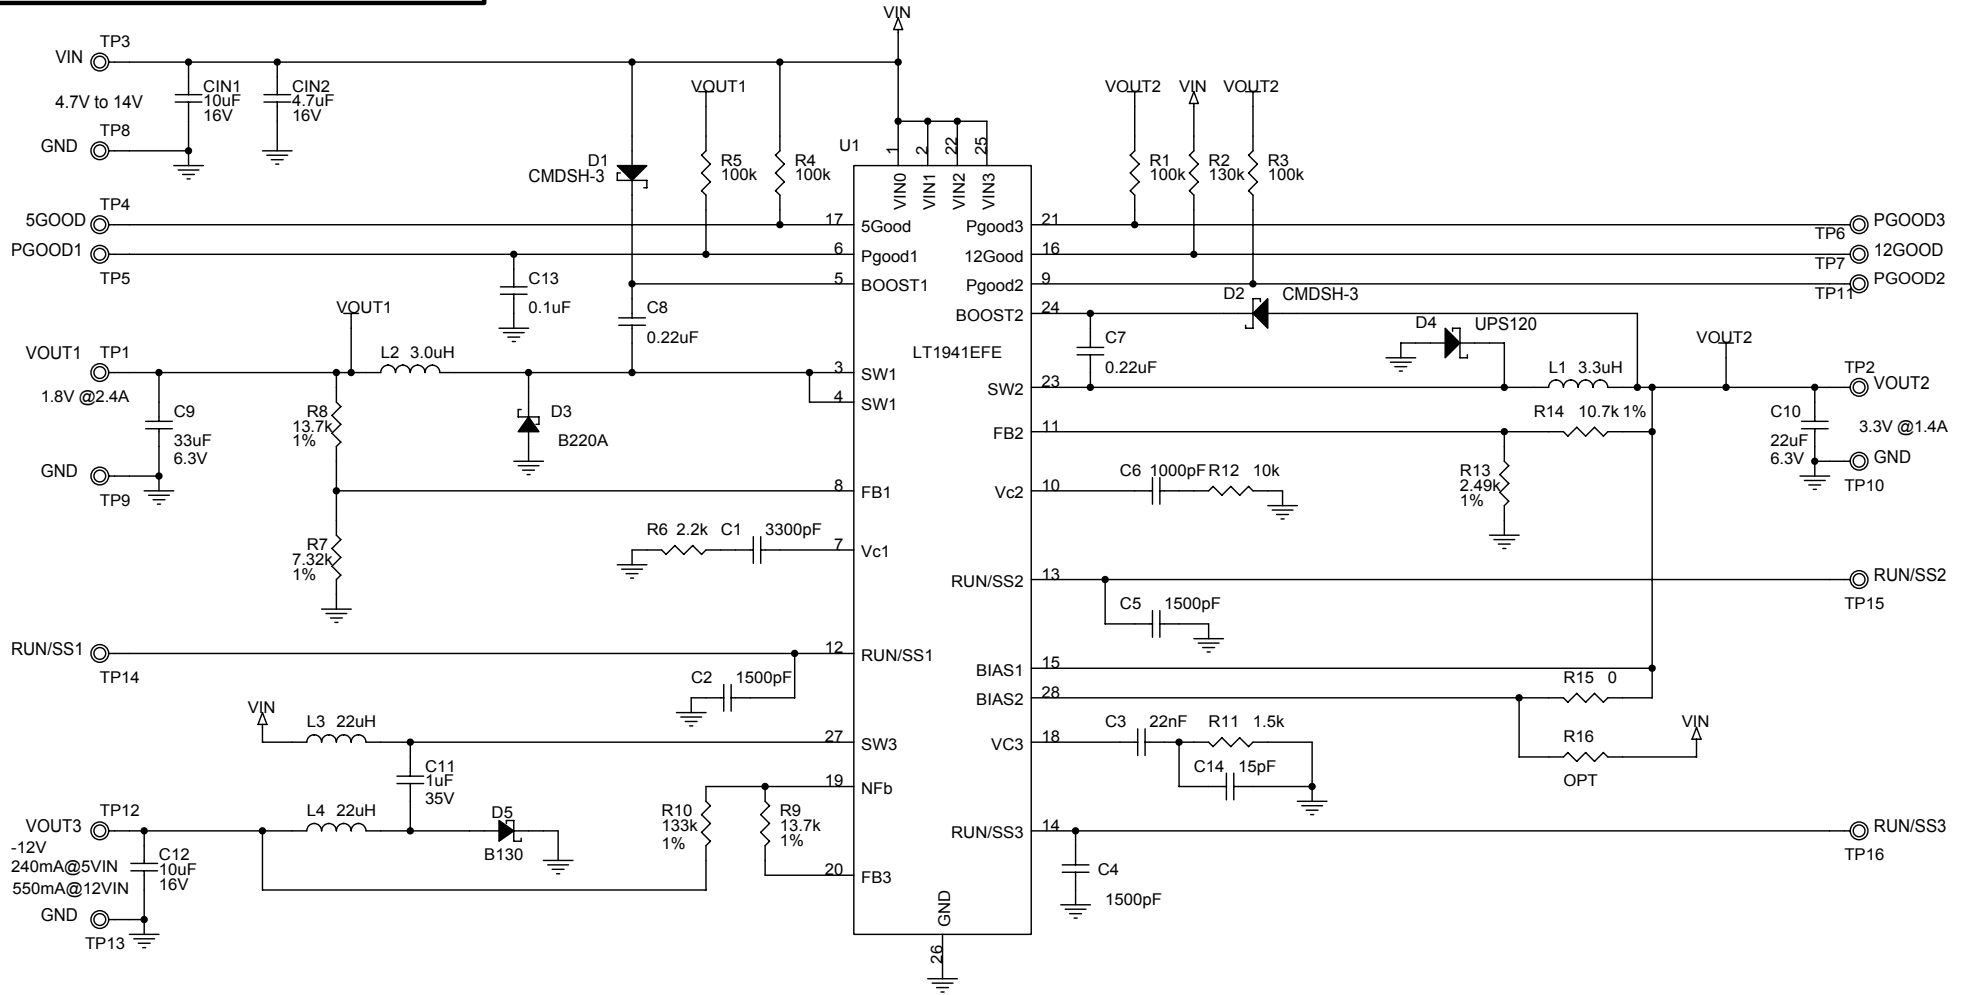 VIN
TP3
VIN
CIN1
10uF
16V
CIN2
4.7uF
16V
4.7V to 14V
TP8
GND
D1
CMDSH-3
VOUT1
R5
100k
R4
100k
U1
1
2
22
25
VIN0
VIN1
VIN2
VIN3
VOUT2
VIN
VOUT2
R1
100k
R2
130k
R3
100k
TP4
5GOOD
17
5Good
Pgood3
21
PGOOD3
TP6
PGOOD1
TP5
6
Pgood1
12Good
16
12GOOD
TP7
C13
0.1uF
5
BOOST1
Pgood2
9
PGOOD2
TP11
D2
CMDSH-3
BOOST2
24
C8
0.22uF
C7
0.22uF
D4
UPS120
VOUT1
VOUT2
LT1941EFE
VOUT1
TP1
1.8V @2.4A
L2 3.0uH
3
SW1
4
SW1
SW2
23
L1 3.3uH
TP2
VOUT2
3.3V @1.4A
C9
33uF
6.3V
R8
13.7k
1%
D3
B220A
FB2
11
R14 10.7k 1%
C10
22uF
6.3V
GND
TP10
GND
TP9
8
FB1
Vc2
10
C6 1000pF
R12 10k
R13
2.49k
1%
R7
7.32k
1%
R6 2.2k
C1
3300pF
7
Vc1
RUN/SS2
13
RUN/SS2
TP15
C5
1500pF
RUN/SS1
TP14
12
RUN/SS1
C2
1500pF
BIAS1
15
BIAS2
28
R15 0
R16
OPT
VIN
VIN
L3 22uH
27
SW3
VC3
18
C3
22nF
R11 1.5k
C14 15pF
C11
1uF
35V
19
NFb
TP12
VOUT3
-12V
240mA@5VIN
550mA@12VIN
L4 22uH
D5
B130
C12
10uF
16V
R10
133k
1%
R9
13.7k
1%
20
FB3
RUN/SS3
14
RUN/SS3
TP16
C4
1500pF
GND
TP13
GND
26